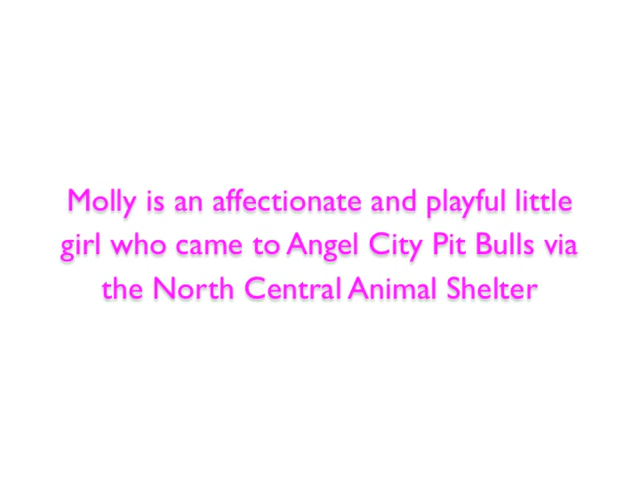 Molly is an affectionate and playful little
girl who came to Angel City Pit Bulls via
the North Central Animal Shelter